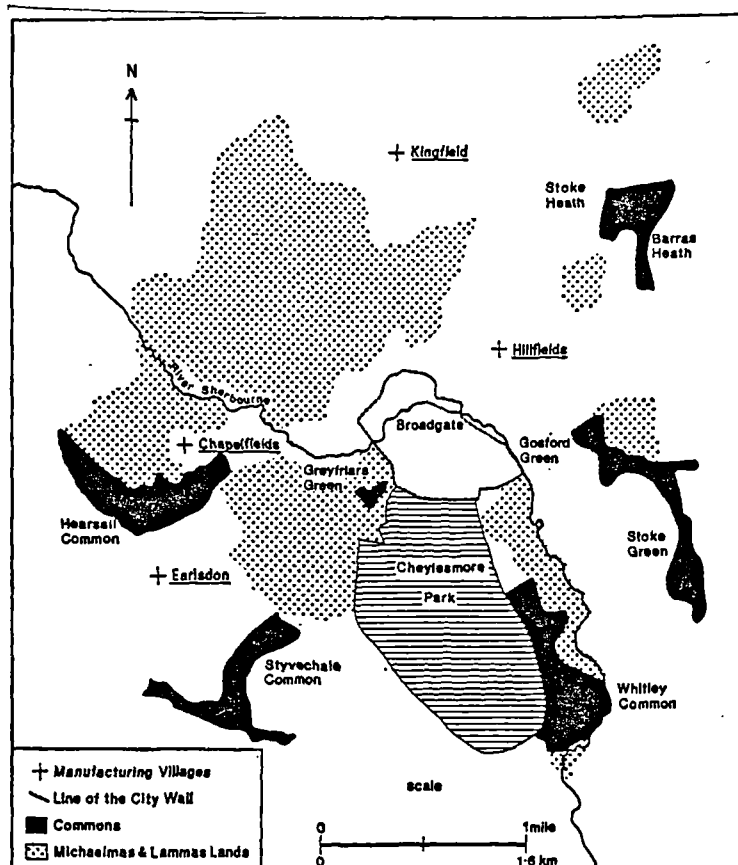 N
Kingfield
Stoke
Heath
Barras
Heath
Hillfields
River Sherbourne
Broadgate
Chapelfields
Gosford
Green
Greyfriars
Green
Hearsall
Common
Stoke
Green
Cheylesmore
Park
Earlsdon
Styvechale
Common
Whitley
Common
Manufacturing Villages
Line of the City Wall
Commons
Michaelmas & Lammas Lands
scale
0 1mile
0 1·6 km